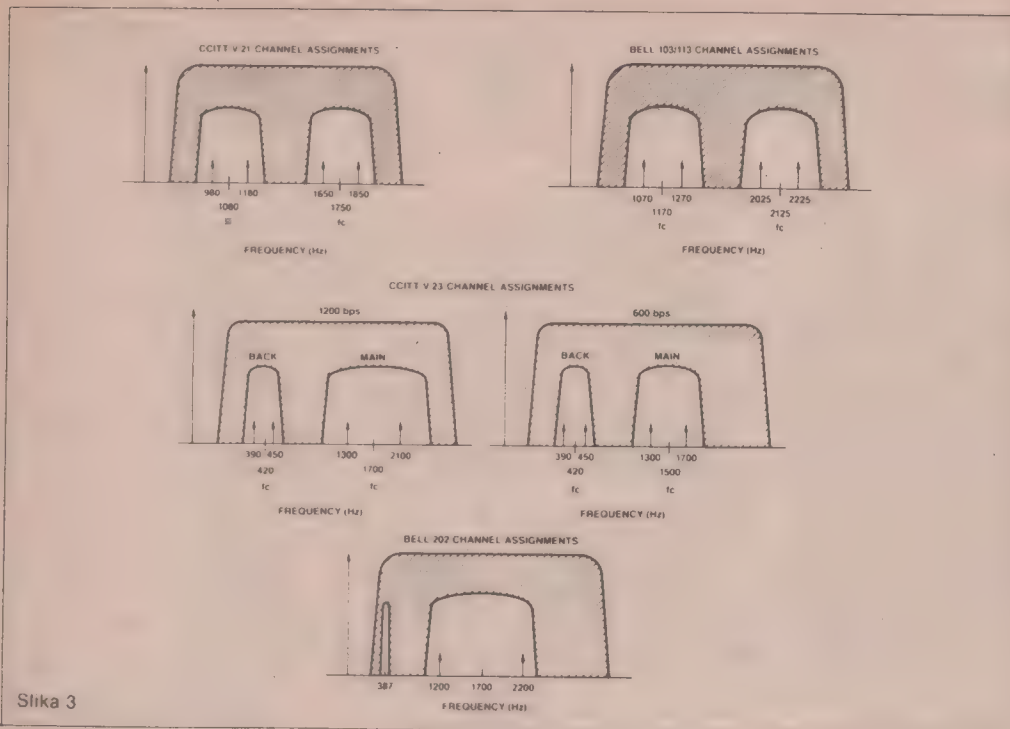 CCITT V.21 CHANNEL ASSIGNMENTS
980 1180 1650 1850
1080 1750
fc
FREQUENCY (Hz)
BELL 103/113 CHANNEL ASSIGNMENTS
1070 1270 2025 2225
1170 2125
fc fc
FREQUENCY (Hz)
CCITT V.23 CHANNEL ASSIGNMENTS
1200 bps
BACK MAIN
390 450 1300 2100
420 1700
fc fc
FREQUENCY (Hz)
600 bps
BACK MAIN
390 450 1300 1700
420 1500
fc fc
FREQUENCY (Hz)
BELL 202 CHANNEL ASSIGNMENTS
387 1200 1700 2200
FREQUENCY (Hz)
Slika 3